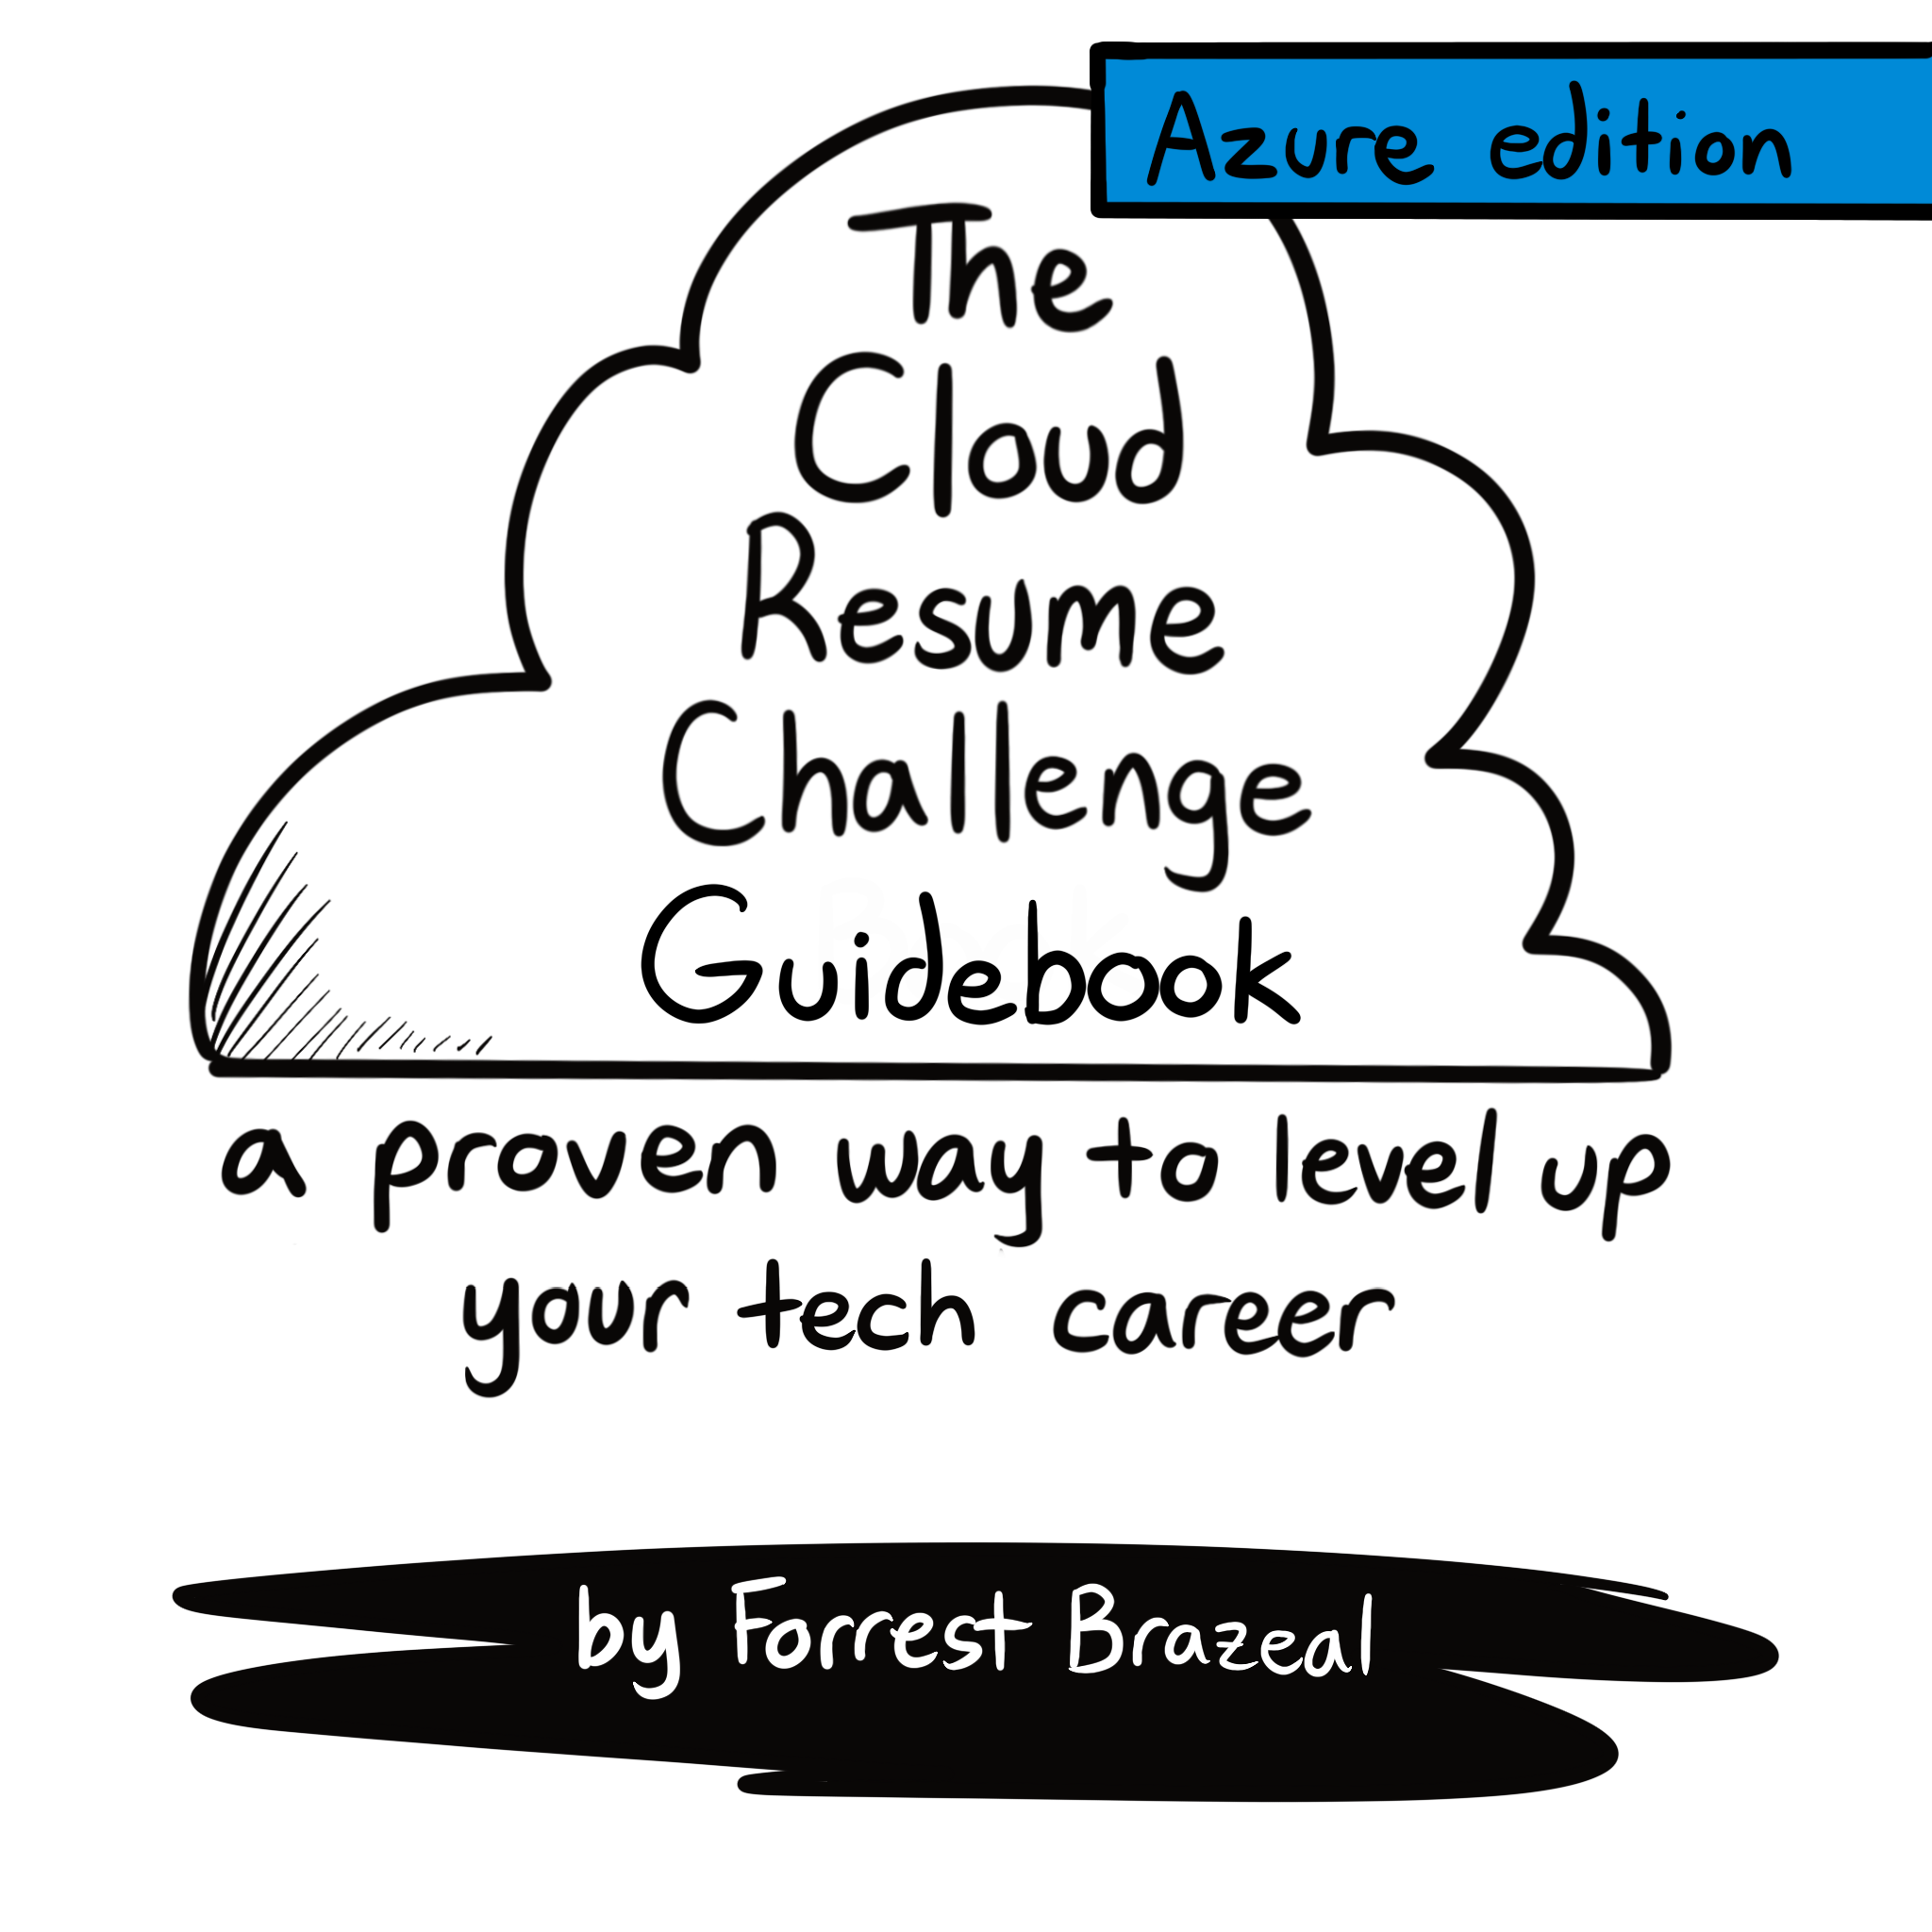 Azure edition
The
Cloud
Resume
Challenge
Guidebook
a proven way to level up
your tech career
by Forrest Brazeal